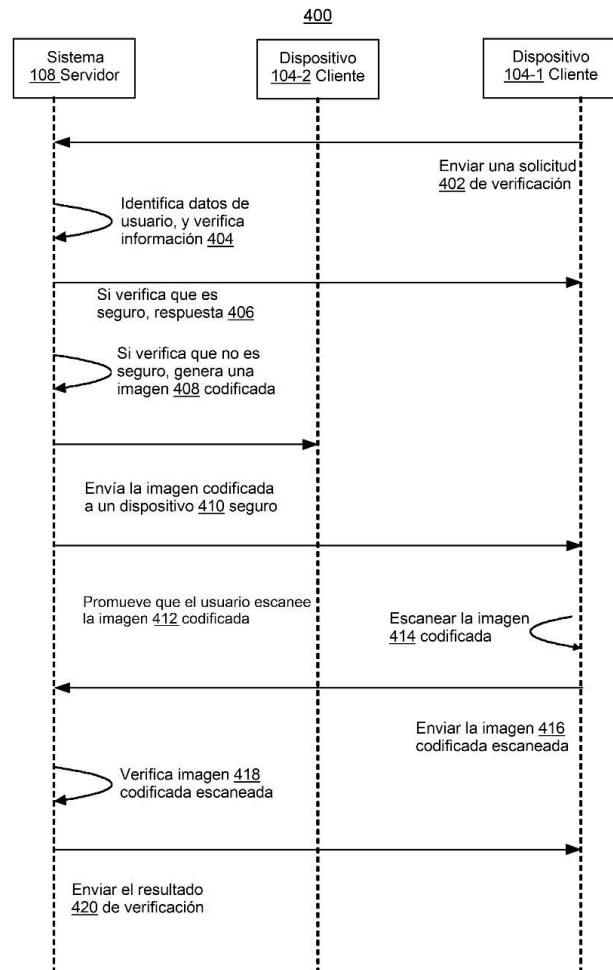 400
Sistema
108 Servidor
Dispositivo
104-2 Cliente
Dispositivo
104-1 Cliente
Enviar una solicitud
402 de verificación
Identifica datos de
usuario, y verifica
información 404
Si verifica que es
seguro, respuesta 406
Si verifica que no es
seguro, genera una
imagen 408 codificada
Envía la imagen codificada
a un dispositivo 410 seguro
Promueve que el usuario escanee
la imagen 412 codificada
Escanear la imagen
414 codificada
Enviar la imagen 416
codificada escaneada
Verifica imagen 418
codificada escaneada
Enviar el resultado
420 de verificación